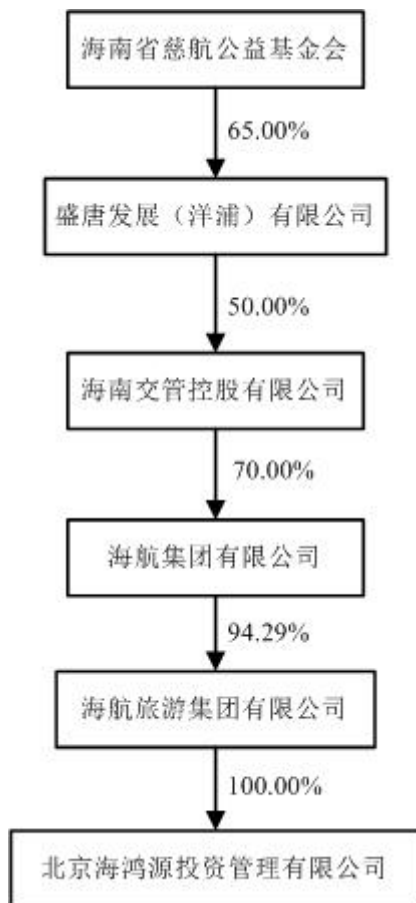 海南省慈航公益基金会
65.00%
盛唐发展（洋浦）有限公司
50.00%
海南交管控股有限公司
70.00%
海航集团有限公司
94.29%
海航旅游集团有限公司
100.00%
北京海鸿源投资管理有限公司